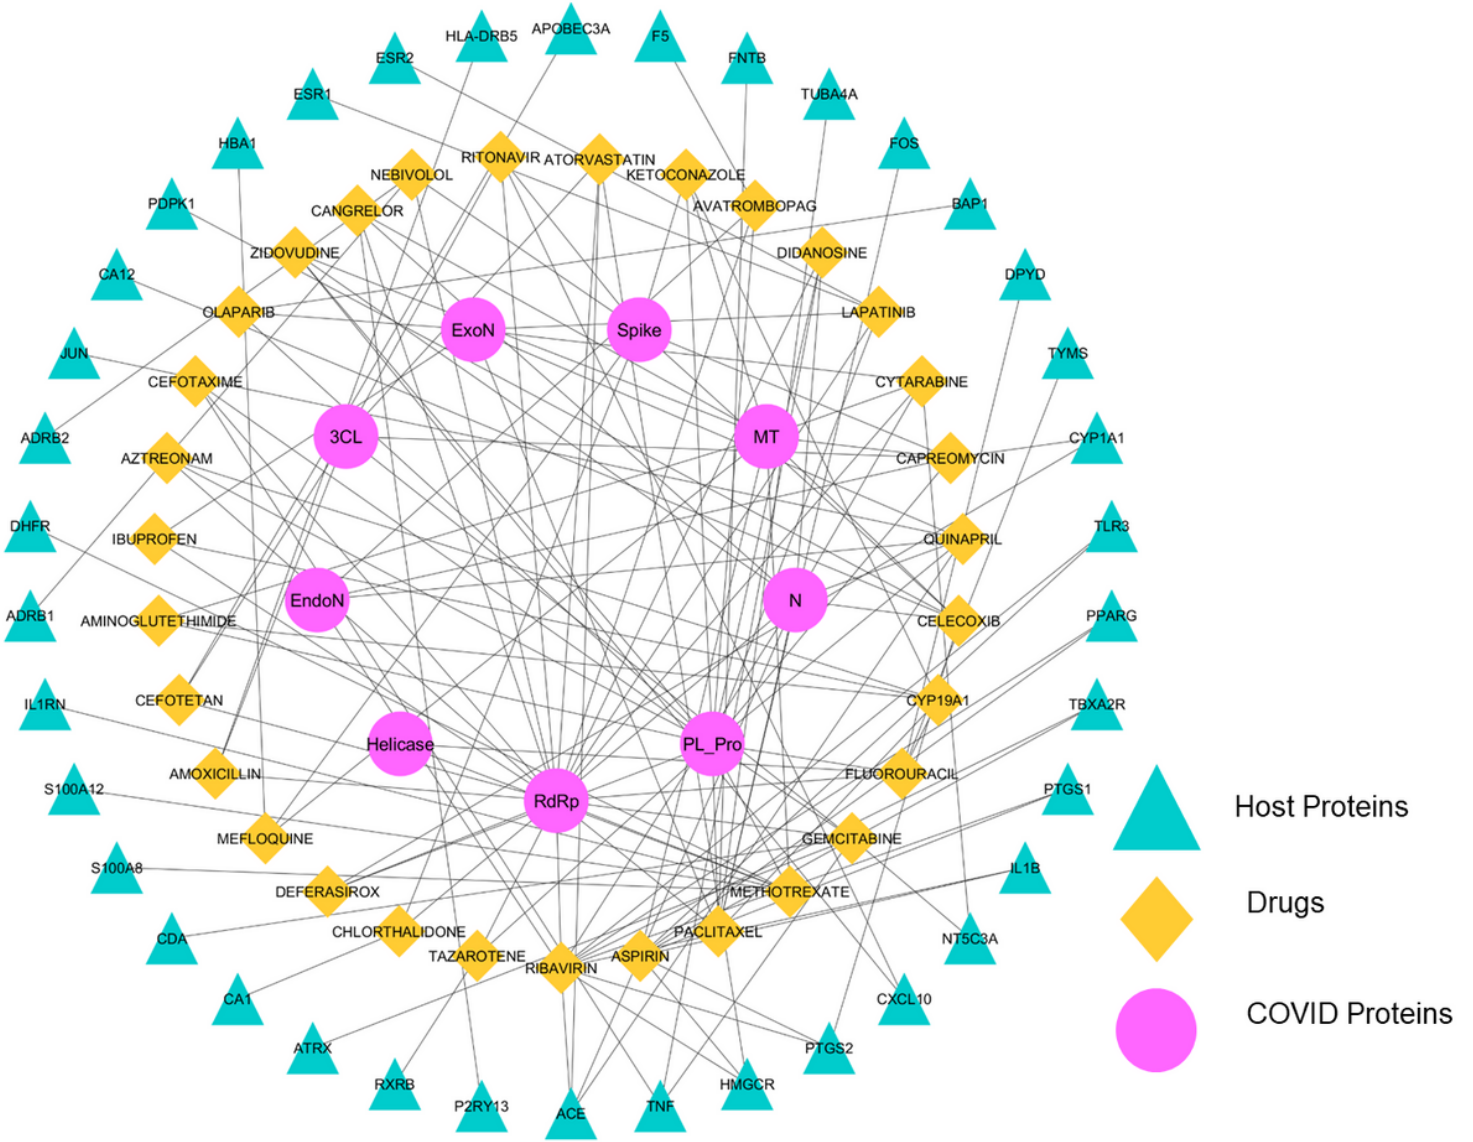 APOBEC3A
HLA-DRB5
F5
ESR2
FNTB
ESR1
TUBA4A
HBA1
FOS
RITONAVIR
ATORVASTATIN
NEBIVOLOL
KETOCONAZOLE
PDPK1
CANGRELOR
AVATROMBOPAG
BAP1
ZIDOVUDINE
DIDANOSINE
CA12
DPYD
OLAPARIB
LAPATINIB
ExoN
Spike
JUN
TYMS
CEFOTAXIME
CYTARABINE
ADRB2
3CL
MT
CYP1A1
AZTREONAM
CAPREOMYCIN
DHFR
TLR3
IBUPROFEN
QUINAPRIL
EndoN
N
ADRB1
AMINOGLUTETHIMIDE
CELECOXIB
PPARG
CEFOTETAN
CYP19A1
IL1RN
TBXA2R
Helicase
PL_Pro
AMOXICILLIN
FLUOROURACIL
S100A12
PTGS1
RdRp
Host Proteins
MEFLOQUINE
GEMCITABINE
S100A8
IL1B
DEFERASIROX
METHOTREXATE
Drugs
CHLORTHALIDONE
PACLITAXEL
CDA
NT5C3A
TAZAROTENE
RIBAVIRIN
ASPIRIN
CA1
CXCL10
COVID Proteins
ATRX
PTGS2
RXRB
HMGCR
P2RY13
ACE
TNF